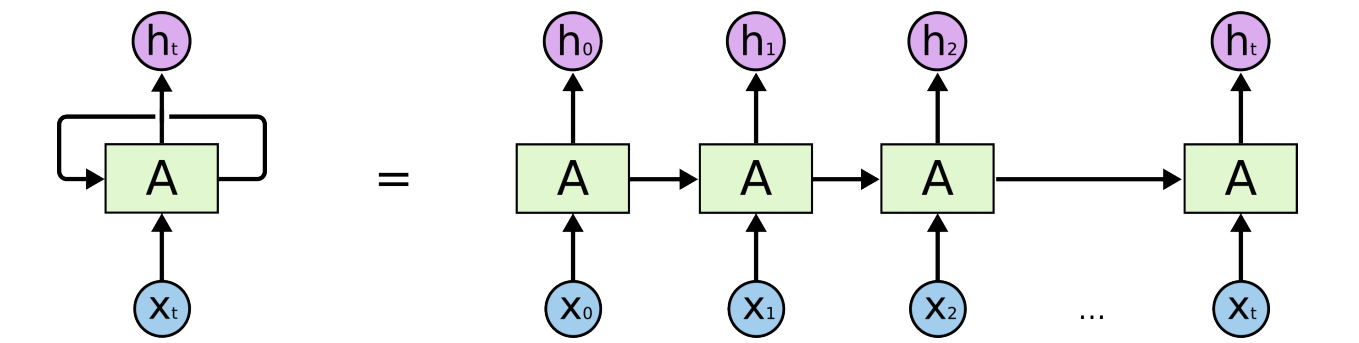 ht h0 h1 h2 ht
A = A A A A
xt x0 x1 x2 ... xt